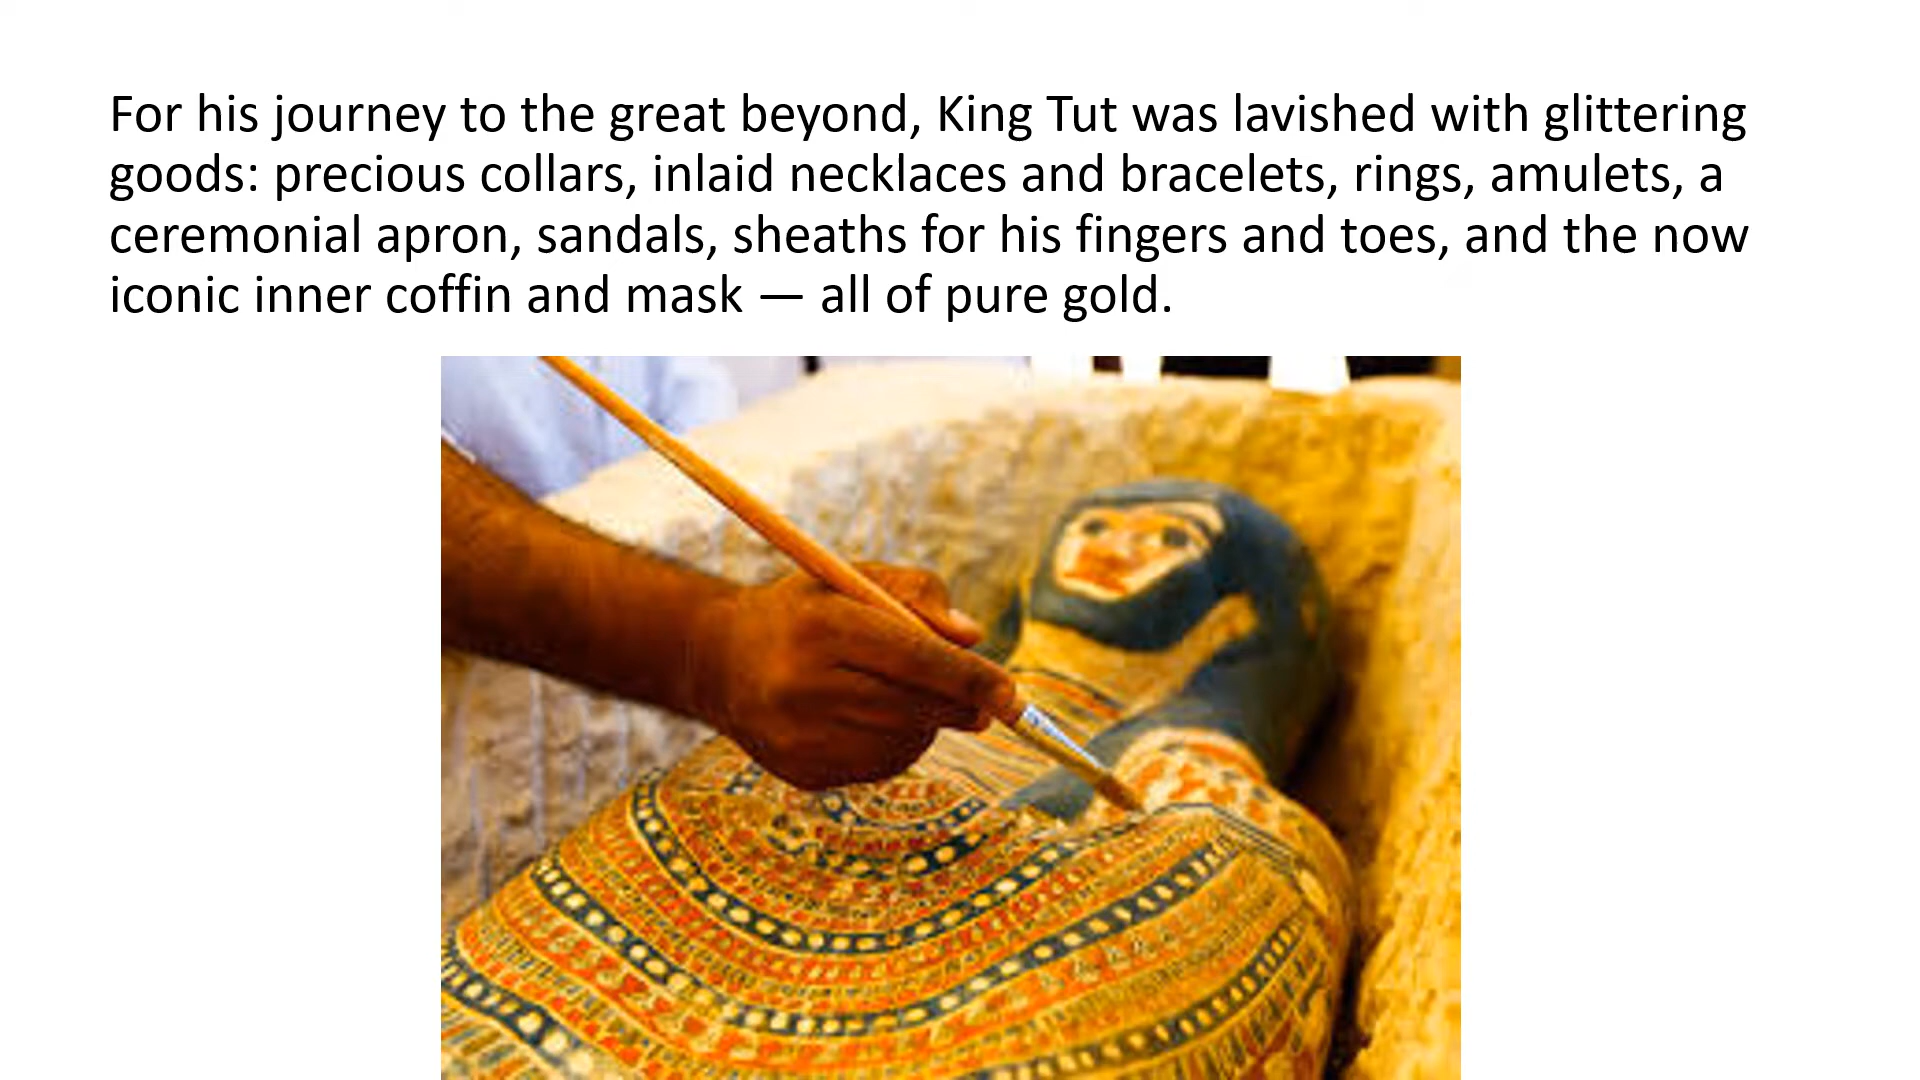 For his journey to the great beyond, King Tut was lavished with glittering
goods: precious collars, inlaid necklaces and bracelets, rings, amulets, a
ceremonial apron, sandals, sheaths for his fingers and toes, and the now
iconic inner coffin and mask — all of pure gold.